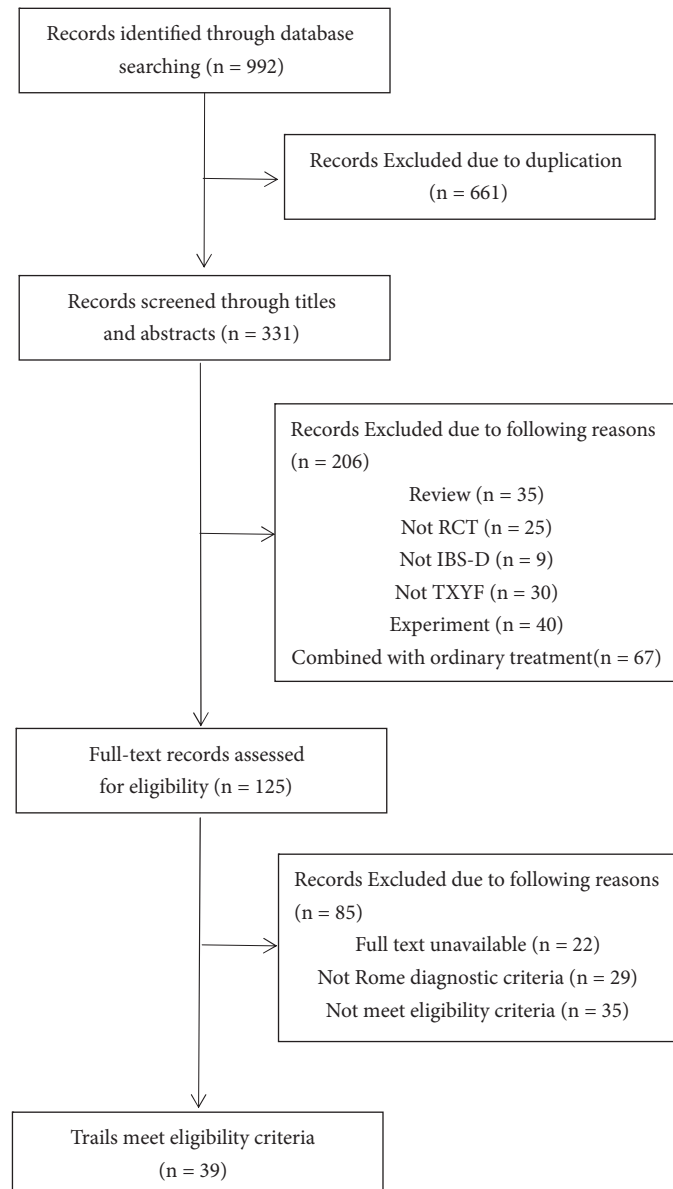 Records identified through database
searching (n = 992)
Records Excluded due to duplication
(n = 661)
Records screened through titles
and abstracts (n = 331)
Records Excluded due to following reasons
(n = 206)
Review (n = 35)
Not RCT (n = 25)
Not IBS-D (n = 9)
Not TXYF (n = 30)
Experiment (n = 40)
Combined with ordinary treatment(n = 67)
Full-text records assessed
for eligibility (n = 125)
Records Excluded due to following reasons
(n = 85)
Full text unavailable (n = 22)
Not Rome diagnostic criteria (n = 29)
Not meet eligibility criteria (n = 35)
Trails meet eligibility criteria
(n = 39)